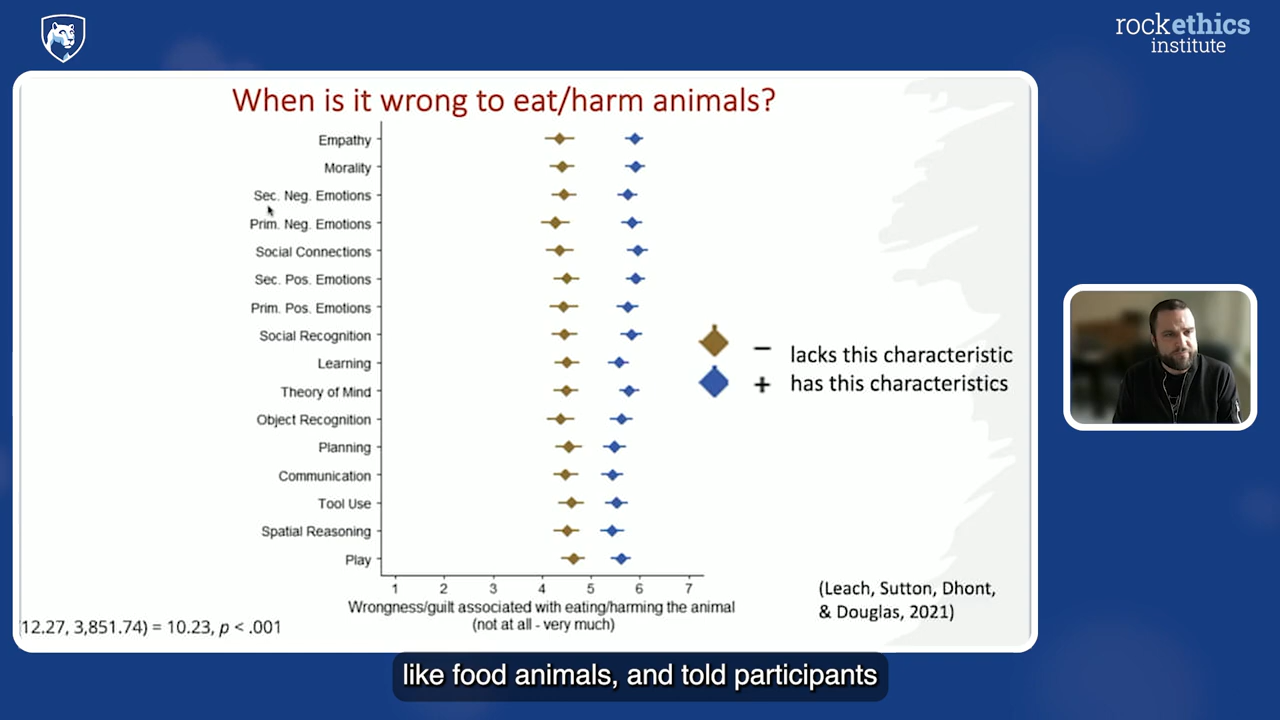 rockethics
institute
When is it wrong to eat/harm animals?
Empathy
Morality
Sec. Neg. Emotions
Prim. Neg. Emotions
Social Connections
Sec. Pos. Emotions
Prim. Pos. Emotions
Social Recognition
Learning
Theory of Mind
Object Recognition
Planning
Communication
Tool Use
Spatial Reasoning
Play
− lacks this characteristic
+ has this characteristics
1 2 3 4 5 6 7
Wrongness/guilt associated with eating/harming the animal
(not at all - very much)
(Leach, Sutton, Dhont,
& Douglas, 2021)
12.27, 3,851.74) = 10.23, p < .001
like food animals, and told participants